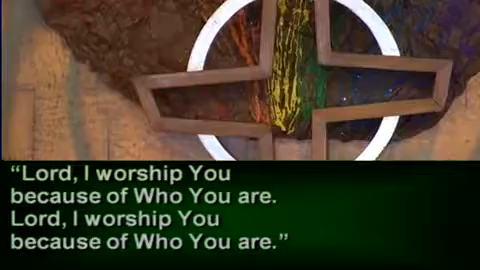 “Lord, I worship You
because of Who You are.
Lord, I worship You
because of Who You are.”